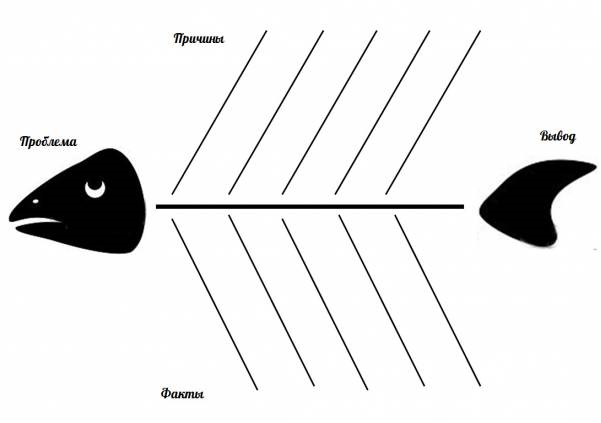 Причины
Проблема
Вывод
Факты